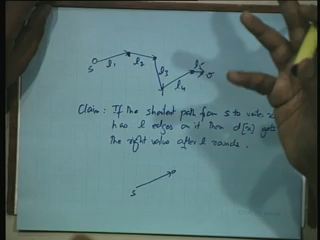 l₁ l₂ l₅
S l₃ v
l₄
Claim: If the shortest path from s to vertex
has l edges on it then d[x] gets
the right value after l rounds.
S